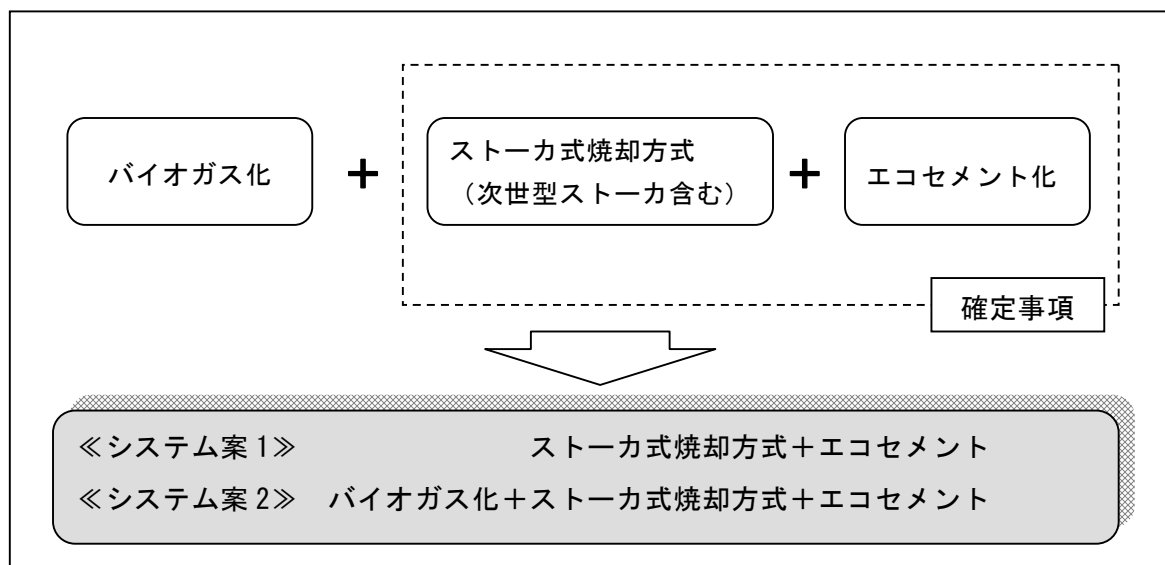 バイオガス化
+
ストーカ式焼却方式
(次世型ストーカ含む)
+
エコセメント化
確定事項
≪システム案1≫ ストーカ式焼却方式+エコセメント
≪システム案2≫ バイオガス化+ストーカ式焼却方式+エコセメント